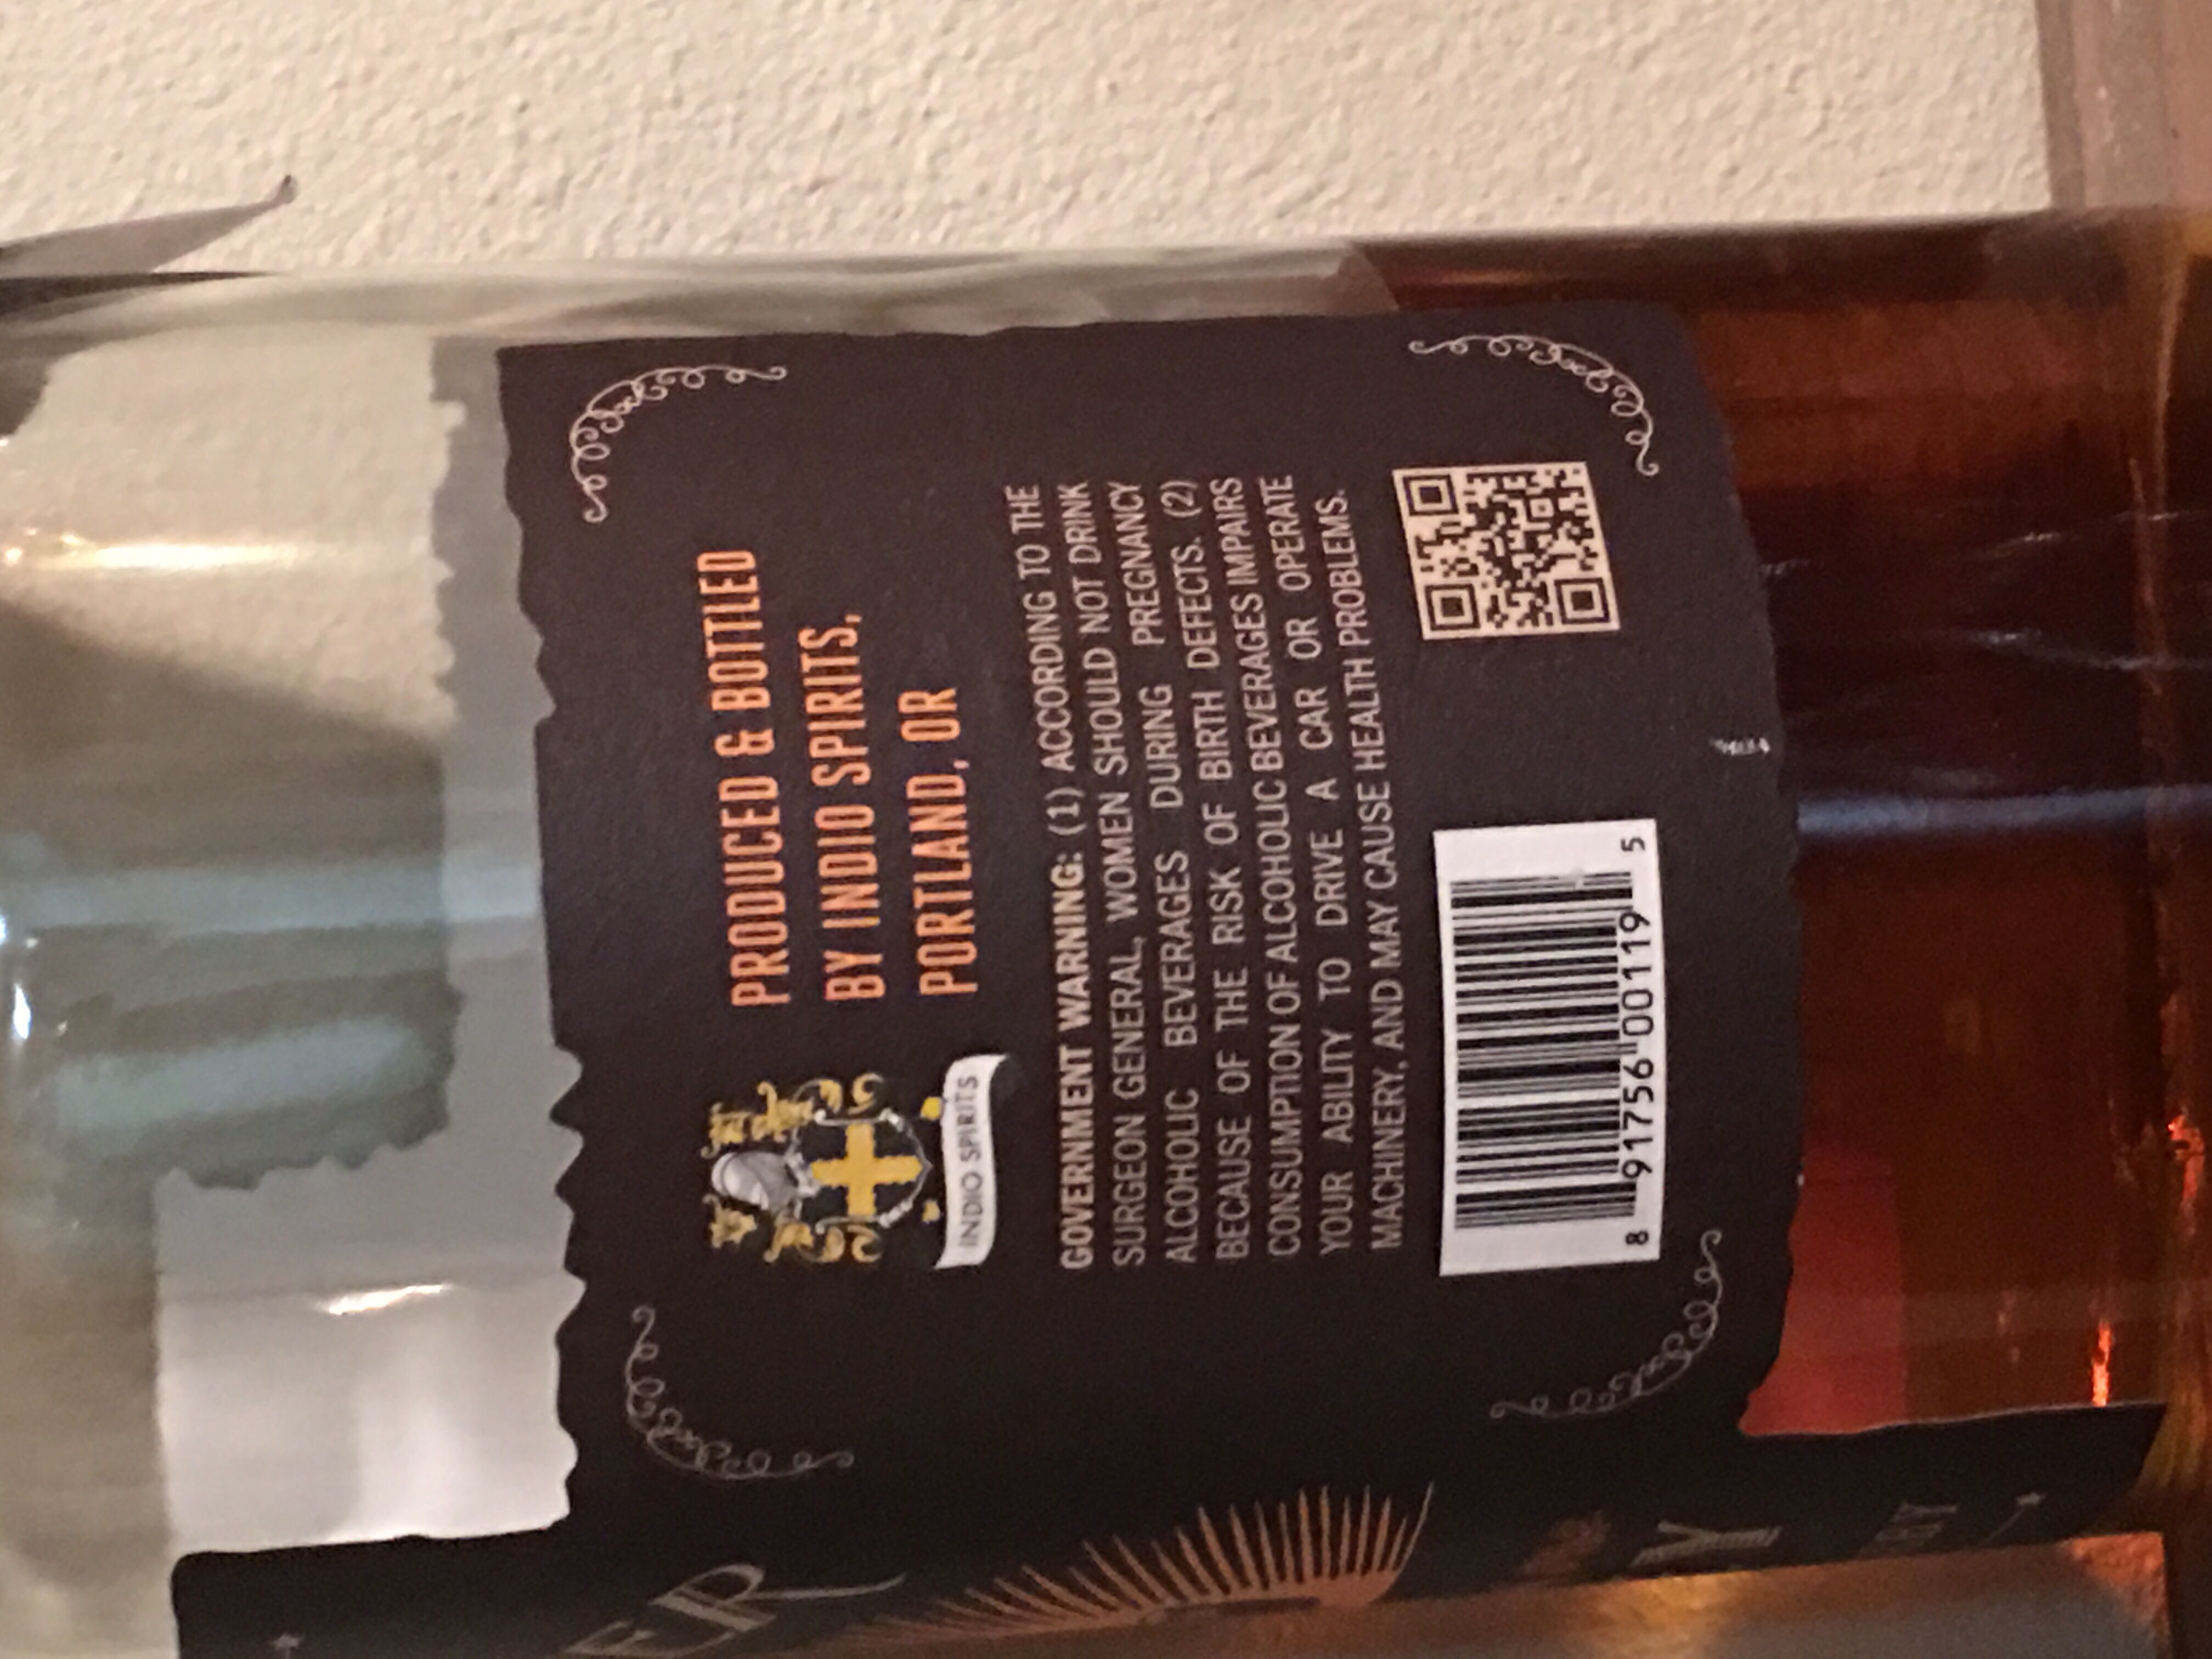 PRODUCED & BOTTLED
BY INDIO SPIRITS,
PORTLAND, OR
INDIO SPIRITS
GOVERNMENT WARNING: (1) ACCORDING TO THE
SURGEON GENERAL, WOMEN SHOULD NOT DRINK
ALCOHOLIC BEVERAGES DURING PREGNANCY
BECAUSE OF THE RISK OF BIRTH DEFECTS. (2)
CONSUMPTION OF ALCOHOLIC BEVERAGES IMPAIRS
YOUR ABILITY TO DRIVE A CAR OR OPERATE
MACHINERY, AND MAY CAUSE HEALTH PROBLEMS.
8 91756 00119 5
ER
Y